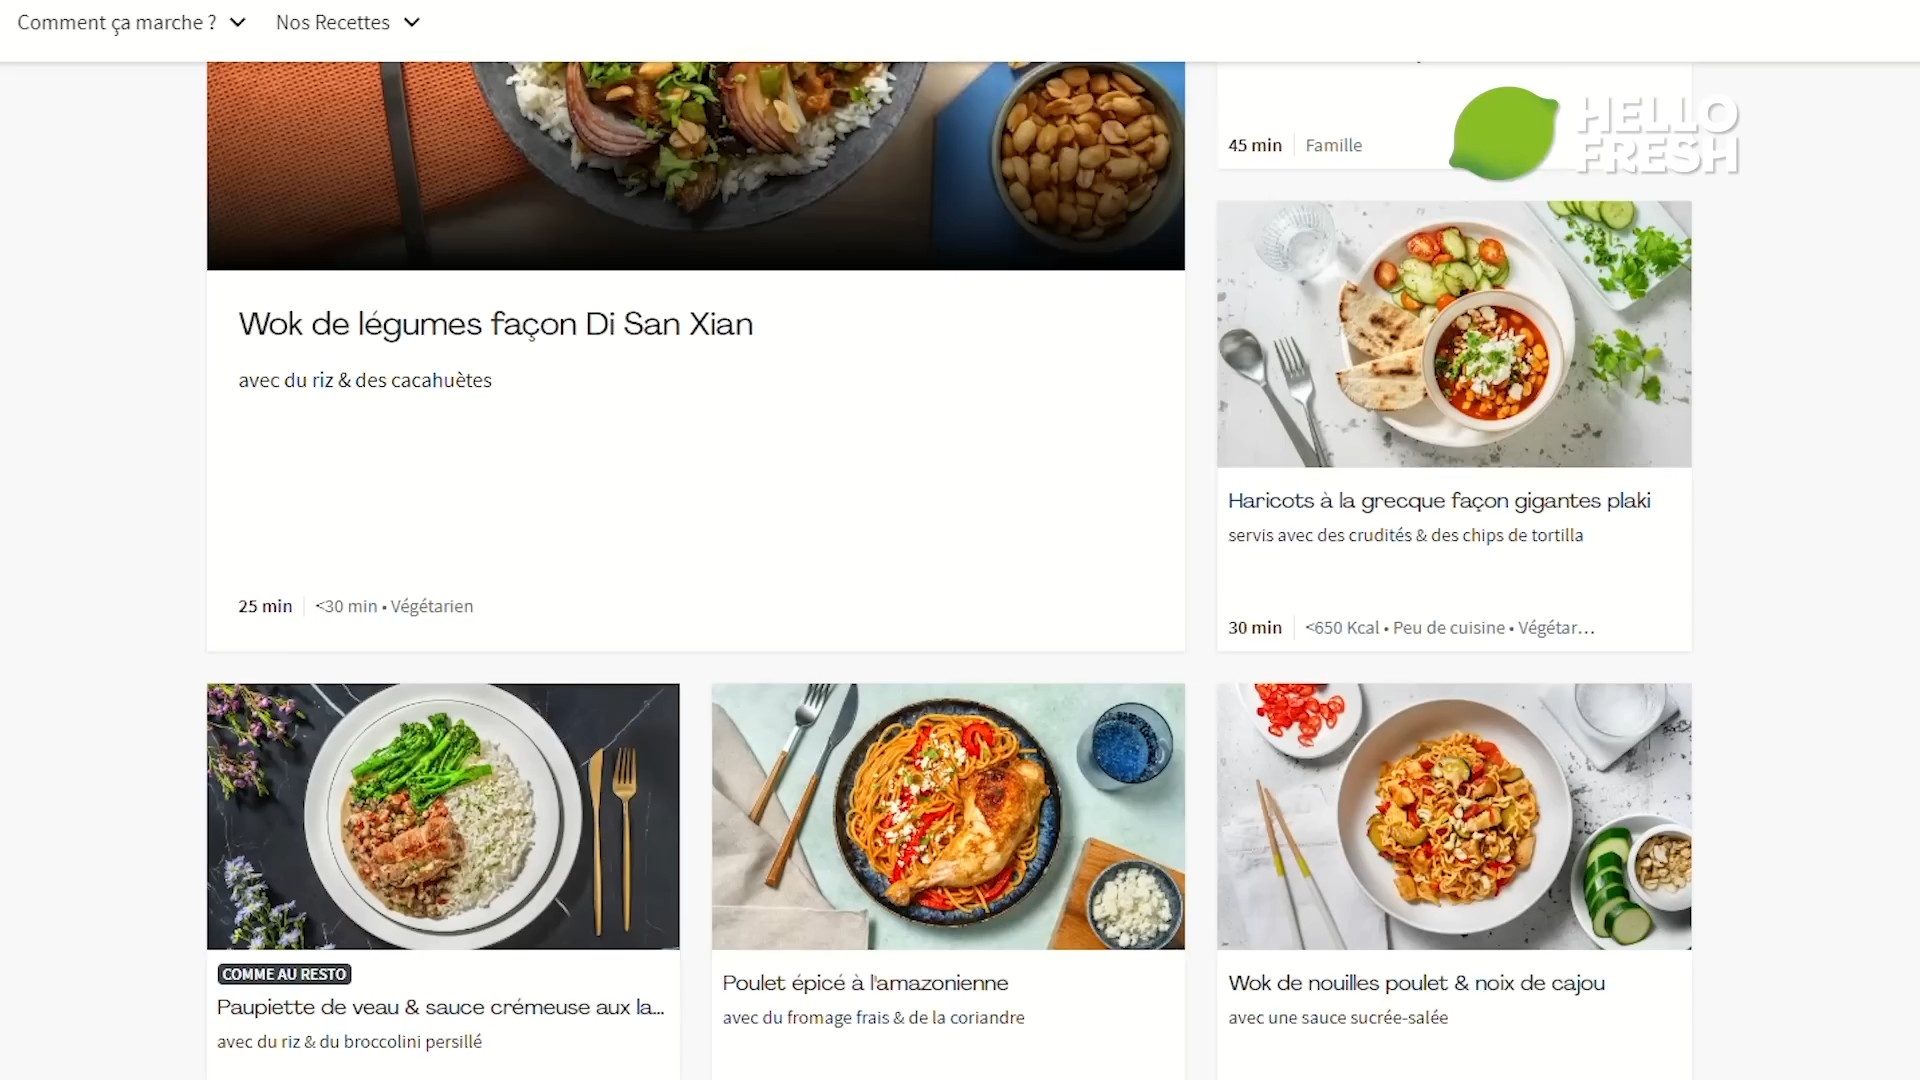 Comment ça marche ?
Nos Recettes
HELLO
FRESH
45 min
Famille
Wok de légumes façon Di San Xian
avec du riz & des cacahuètes
25 min
<30 min • Végétarien
Haricots à la grecque façon gigantes plaki
servis avec des crudités & des chips de tortilla
30 min
<650 Kcal • Peu de cuisine • Végétar...
COMME AU RESTO
Paupiette de veau & sauce crémeuse aux la...
avec du riz & du broccolini persillé
Poulet épicé à l'amazonienne
avec du fromage frais & de la coriandre
Wok de nouilles poulet & noix de cajou
avec une sauce sucrée-salée